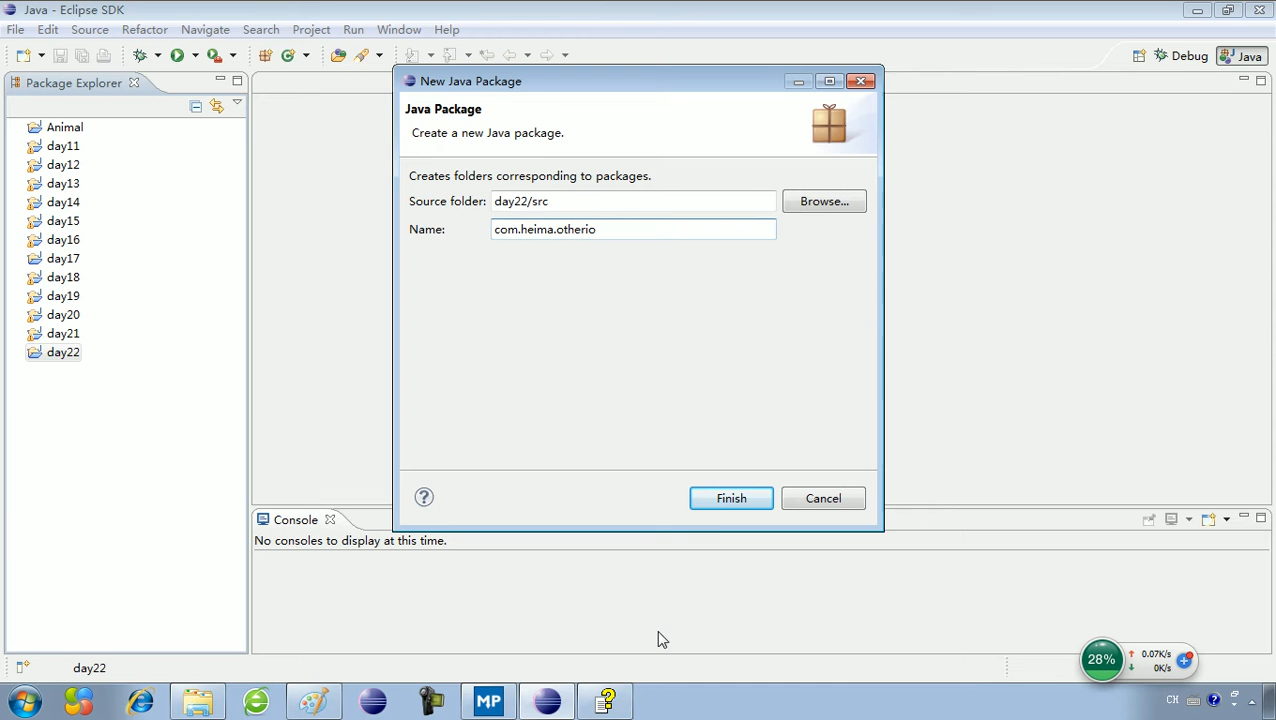 Java - Eclipse SDK
File Edit Source Refactor Navigate Search Project Run Window Help
Debug Java
Package Explorer
Animal
day11
day12
day13
day14
day15
day16
day17
day18
day19
day20
day21
day22
New Java Package
Java Package
Create a new Java package.
Creates folders corresponding to packages.
Source folder: day22/src Browse...
Name: com.heima.otherio
Finish Cancel
Console
No consoles to display at this time.
day22
28% 0.07K/s
0K/s
MP
CH